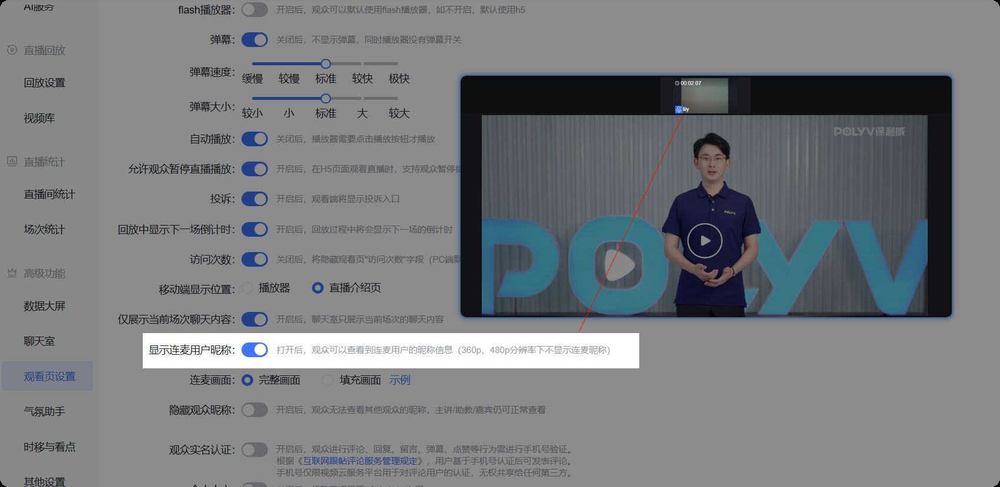 AI服务
直播回放
回放设置
视频库
直播统计
直播间统计
场次统计
高级功能
数据大屏
聊天室
观看页设置
气氛助手
时移与看点
其他设置
flash播放器： 开启后，观众可以默认使用flash播放器，如不开启，默认使用h5
弹幕： 关闭后，不显示弹幕，同时播放器没有弹幕开关
弹幕速度：
缓慢 较慢 标准 较快 极快
弹幕大小：
较小 小 标准 大 较大
自动播放： 关闭后，播放器需要点击播放按钮才播放
允许观众暂停直播播放： 开启后，在H5页面观看直播时，支持观众暂停
投诉： 开启后，观看端将显示投诉入口
回放中显示下一场倒计时： 开启后，回放过程中将会显示下一场的倒计时
访问次数： 关闭后，将隐藏观看页"访问次数"字段（PC端
移动端显示位置： 播放器 直播介绍页
仅展示当前场次聊天内容： 开启后，聊天室只展示当前场次的聊天内容
显示连麦用户昵称： 打开后，观众可以查看到连麦用户的昵称信息（360p、480p分辨率下不显示连麦昵称）
连麦画面： 完整画面 填充画面 示例
隐藏观众昵称： 开启后，观众无法查看其他观众的昵称，主讲/助教/嘉宾仍可正常查看
观众实名认证： 开启后，观众进行评论、回复、留言、弹幕、点赞等行为需进行手机号验证。
根据《互联网跟帖评论服务管理规定》，用户基于手机号认证后可发表评论。
手机号仅限视频云服务平台用于对评论用户的认证，无权共享给任何第三方。
00:02:07
lily
POLYV保利威
POLYV
POLYV